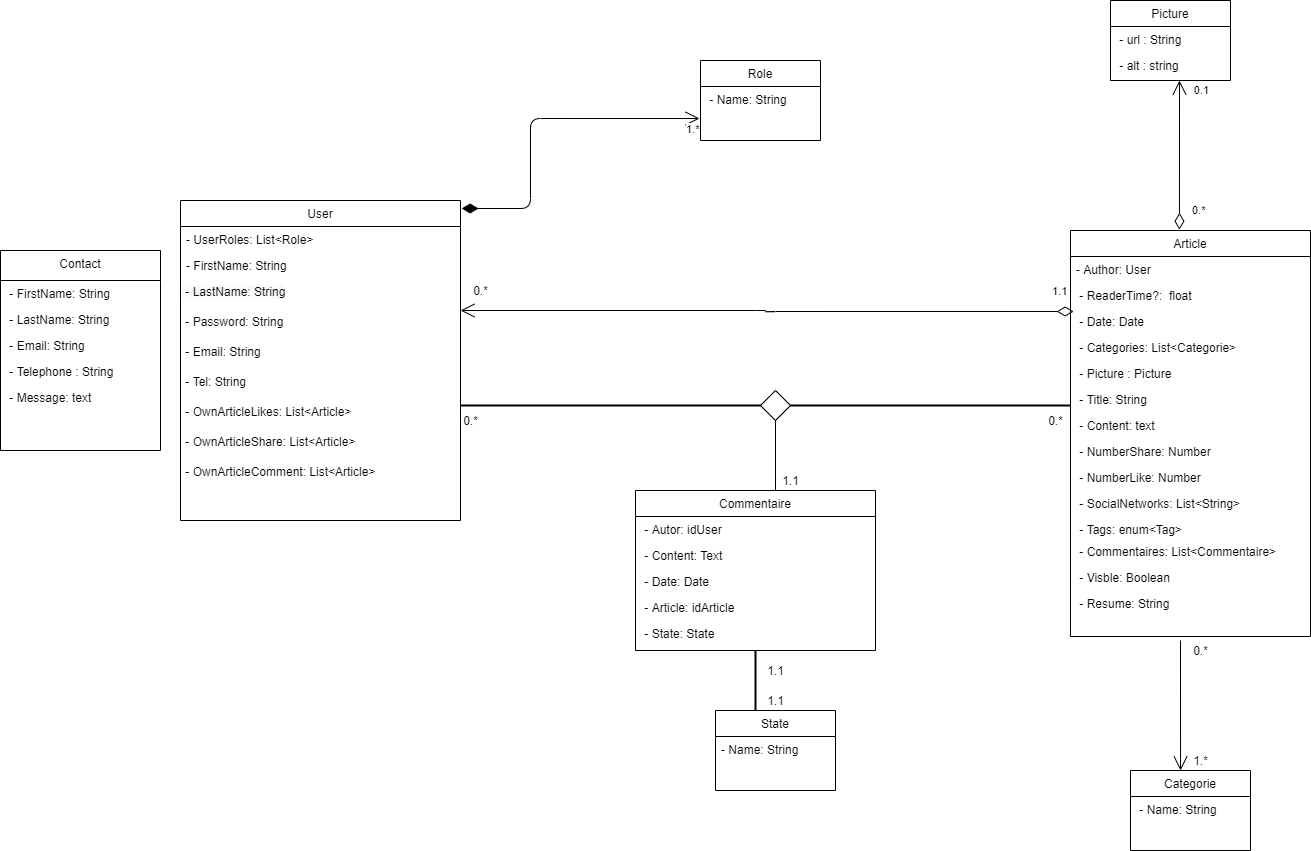 Picture
- url : String
- alt : string
0.1
0.*
Role
- Name: String
1.*
User
- UserRoles: List<Role>
- FirstName: String
- LastName: String
- Password: String
- Email: String
- Tel: String
- OwnArticleLikes: List<Article>
- OwnArticleShare: List<Article>
- OwnArticleComment: List<Article>
Contact
- FirstName: String
- LastName: String
- Email: String
- Telephone : String
- Message: text
0.*
1.1
0.*
0.*
1.1
Article
- Author: User
- ReaderTime?: float
- Date: Date
- Categories: List<Categorie>
- Picture : Picture
- Title: String
- Content: text
- NumberShare: Number
- NumberLike: Number
- SocialNetworks: List<String>
- Tags: enum<Tag>
- Commentaires: List<Commentaire>
- Visble: Boolean
- Resume: String
Commentaire
- Autor: idUser
- Content: Text
- Date: Date
- Article: idArticle
- State: State
1.1
1.1
State
- Name: String
0.*
1.*
Categorie
- Name: String